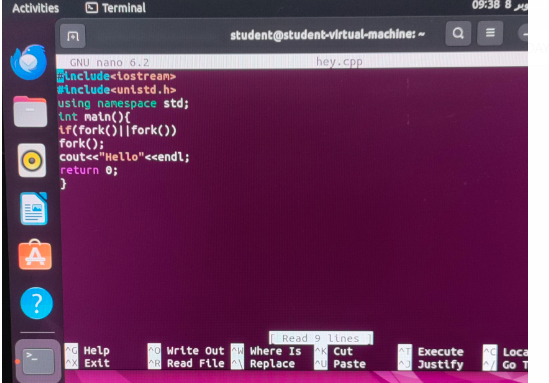 Activities Terminal 09:38 8
student@student-virtual-machine: ~
GNU nano 6.2 hey.cpp
#include<iostream>
#include<unistd.h>
using namespace std;
int main(){
if(fork()||fork())
fork();
cout<<"Hello"<<endl;
return 0;
}
[ Read 9 lines ]
^G Help ^O Write Out ^W Where Is ^K Cut ^T Execute ^C Loca
^X Exit ^R Read File ^\ Replace ^U Paste ^J Justify ^/ Go T